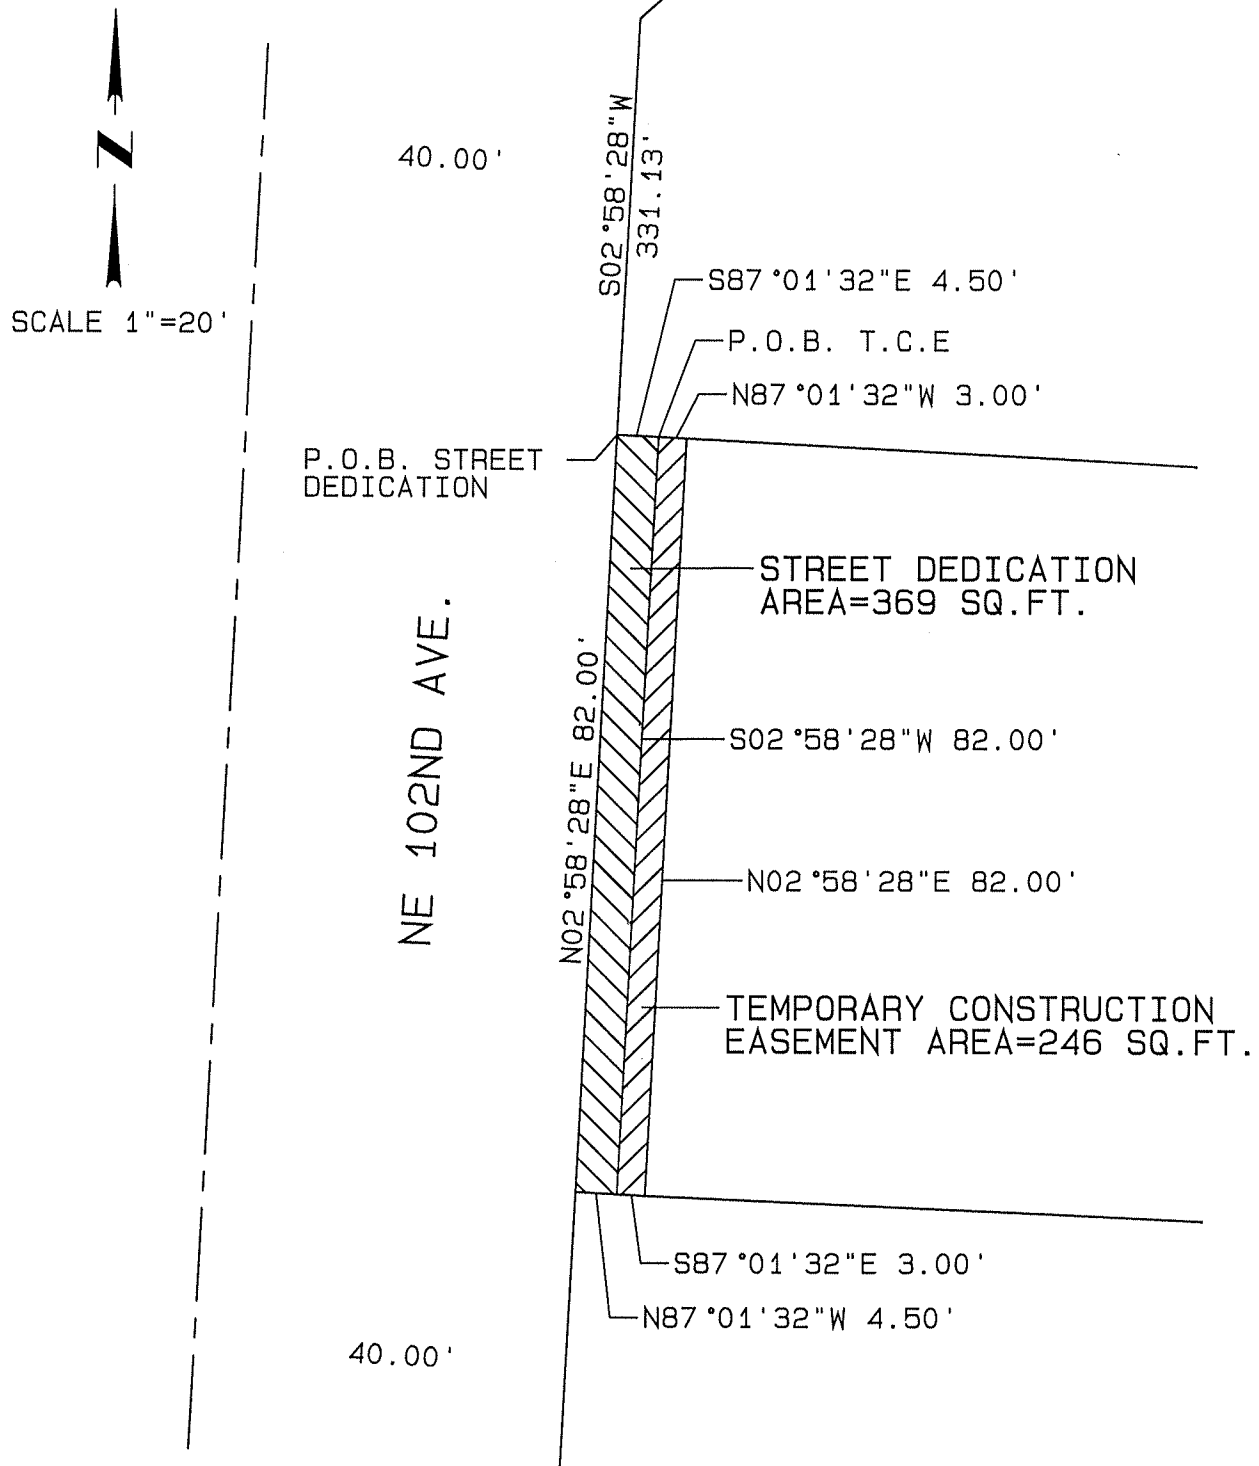 N
SCALE 1"=20'
40.00'
S02°58'28"W
331.13'
S87°01'32"E 4.50'
P.O.B. T.C.E
N87°01'32"W 3.00'
P.O.B. STREET
DEDICATION
STREET DEDICATION
AREA=369 SQ.FT.
NE 102ND AVE.
N02°58'28"E 82.00'
S02°58'28"W 82.00'
N02°58'28"E 82.00'
TEMPORARY CONSTRUCTION
EASEMENT AREA=246 SQ.FT.
S87°01'32"E 3.00'
N87°01'32"W 4.50'
40.00'